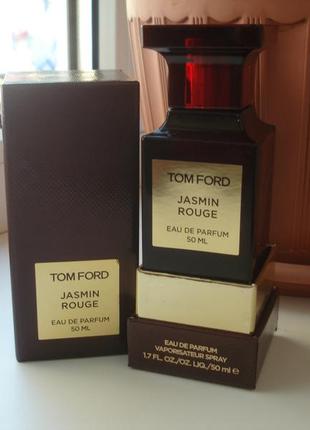 TOM FORD
JASMIN
ROUGE
EAU DE PARFUM
50 ML
TOM FORD
JASMIN
ROUGE
EAU DE PARFUM
50 ML
EAU DE PARFUM
VAPORISATEUR SPRAY
1.7 FL. OZ./OZ. LIQ./50 ml e